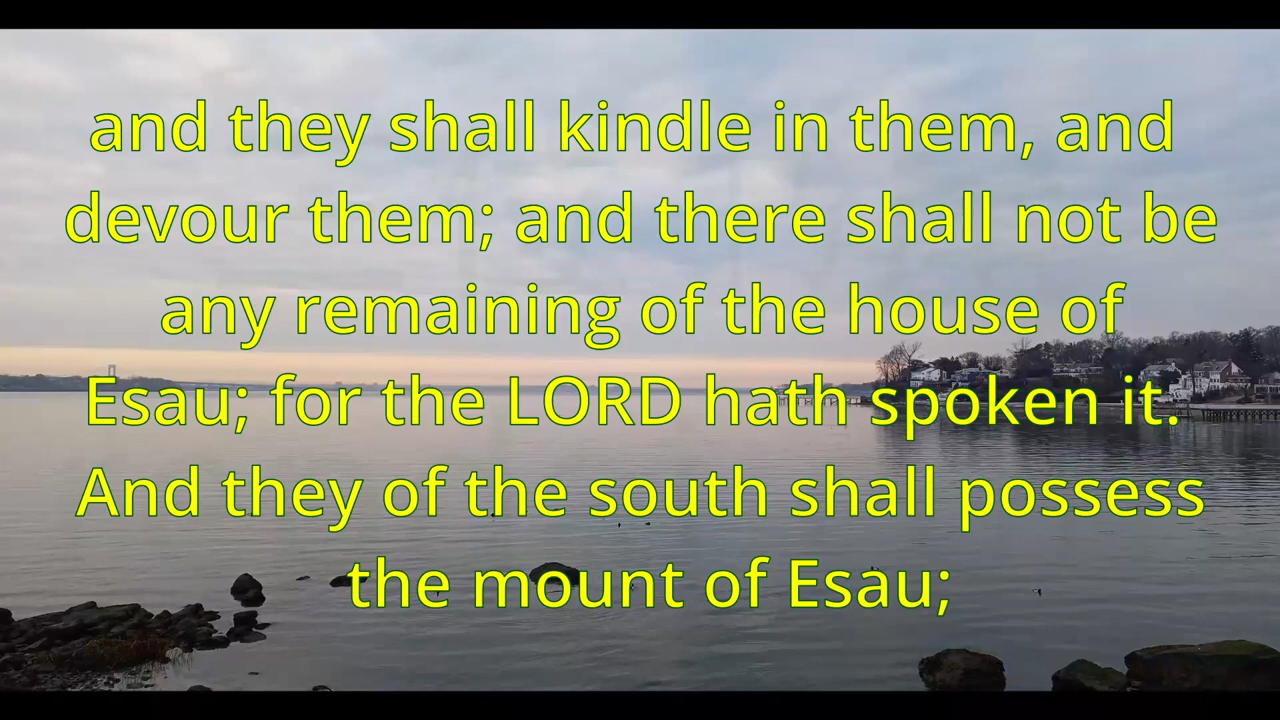 and they shall kindle in them, and
devour them; and there shall not be
any remaining of the house of
Esau; for the LORD hath spoken it.
And they of the south shall possess
the mount of Esau;